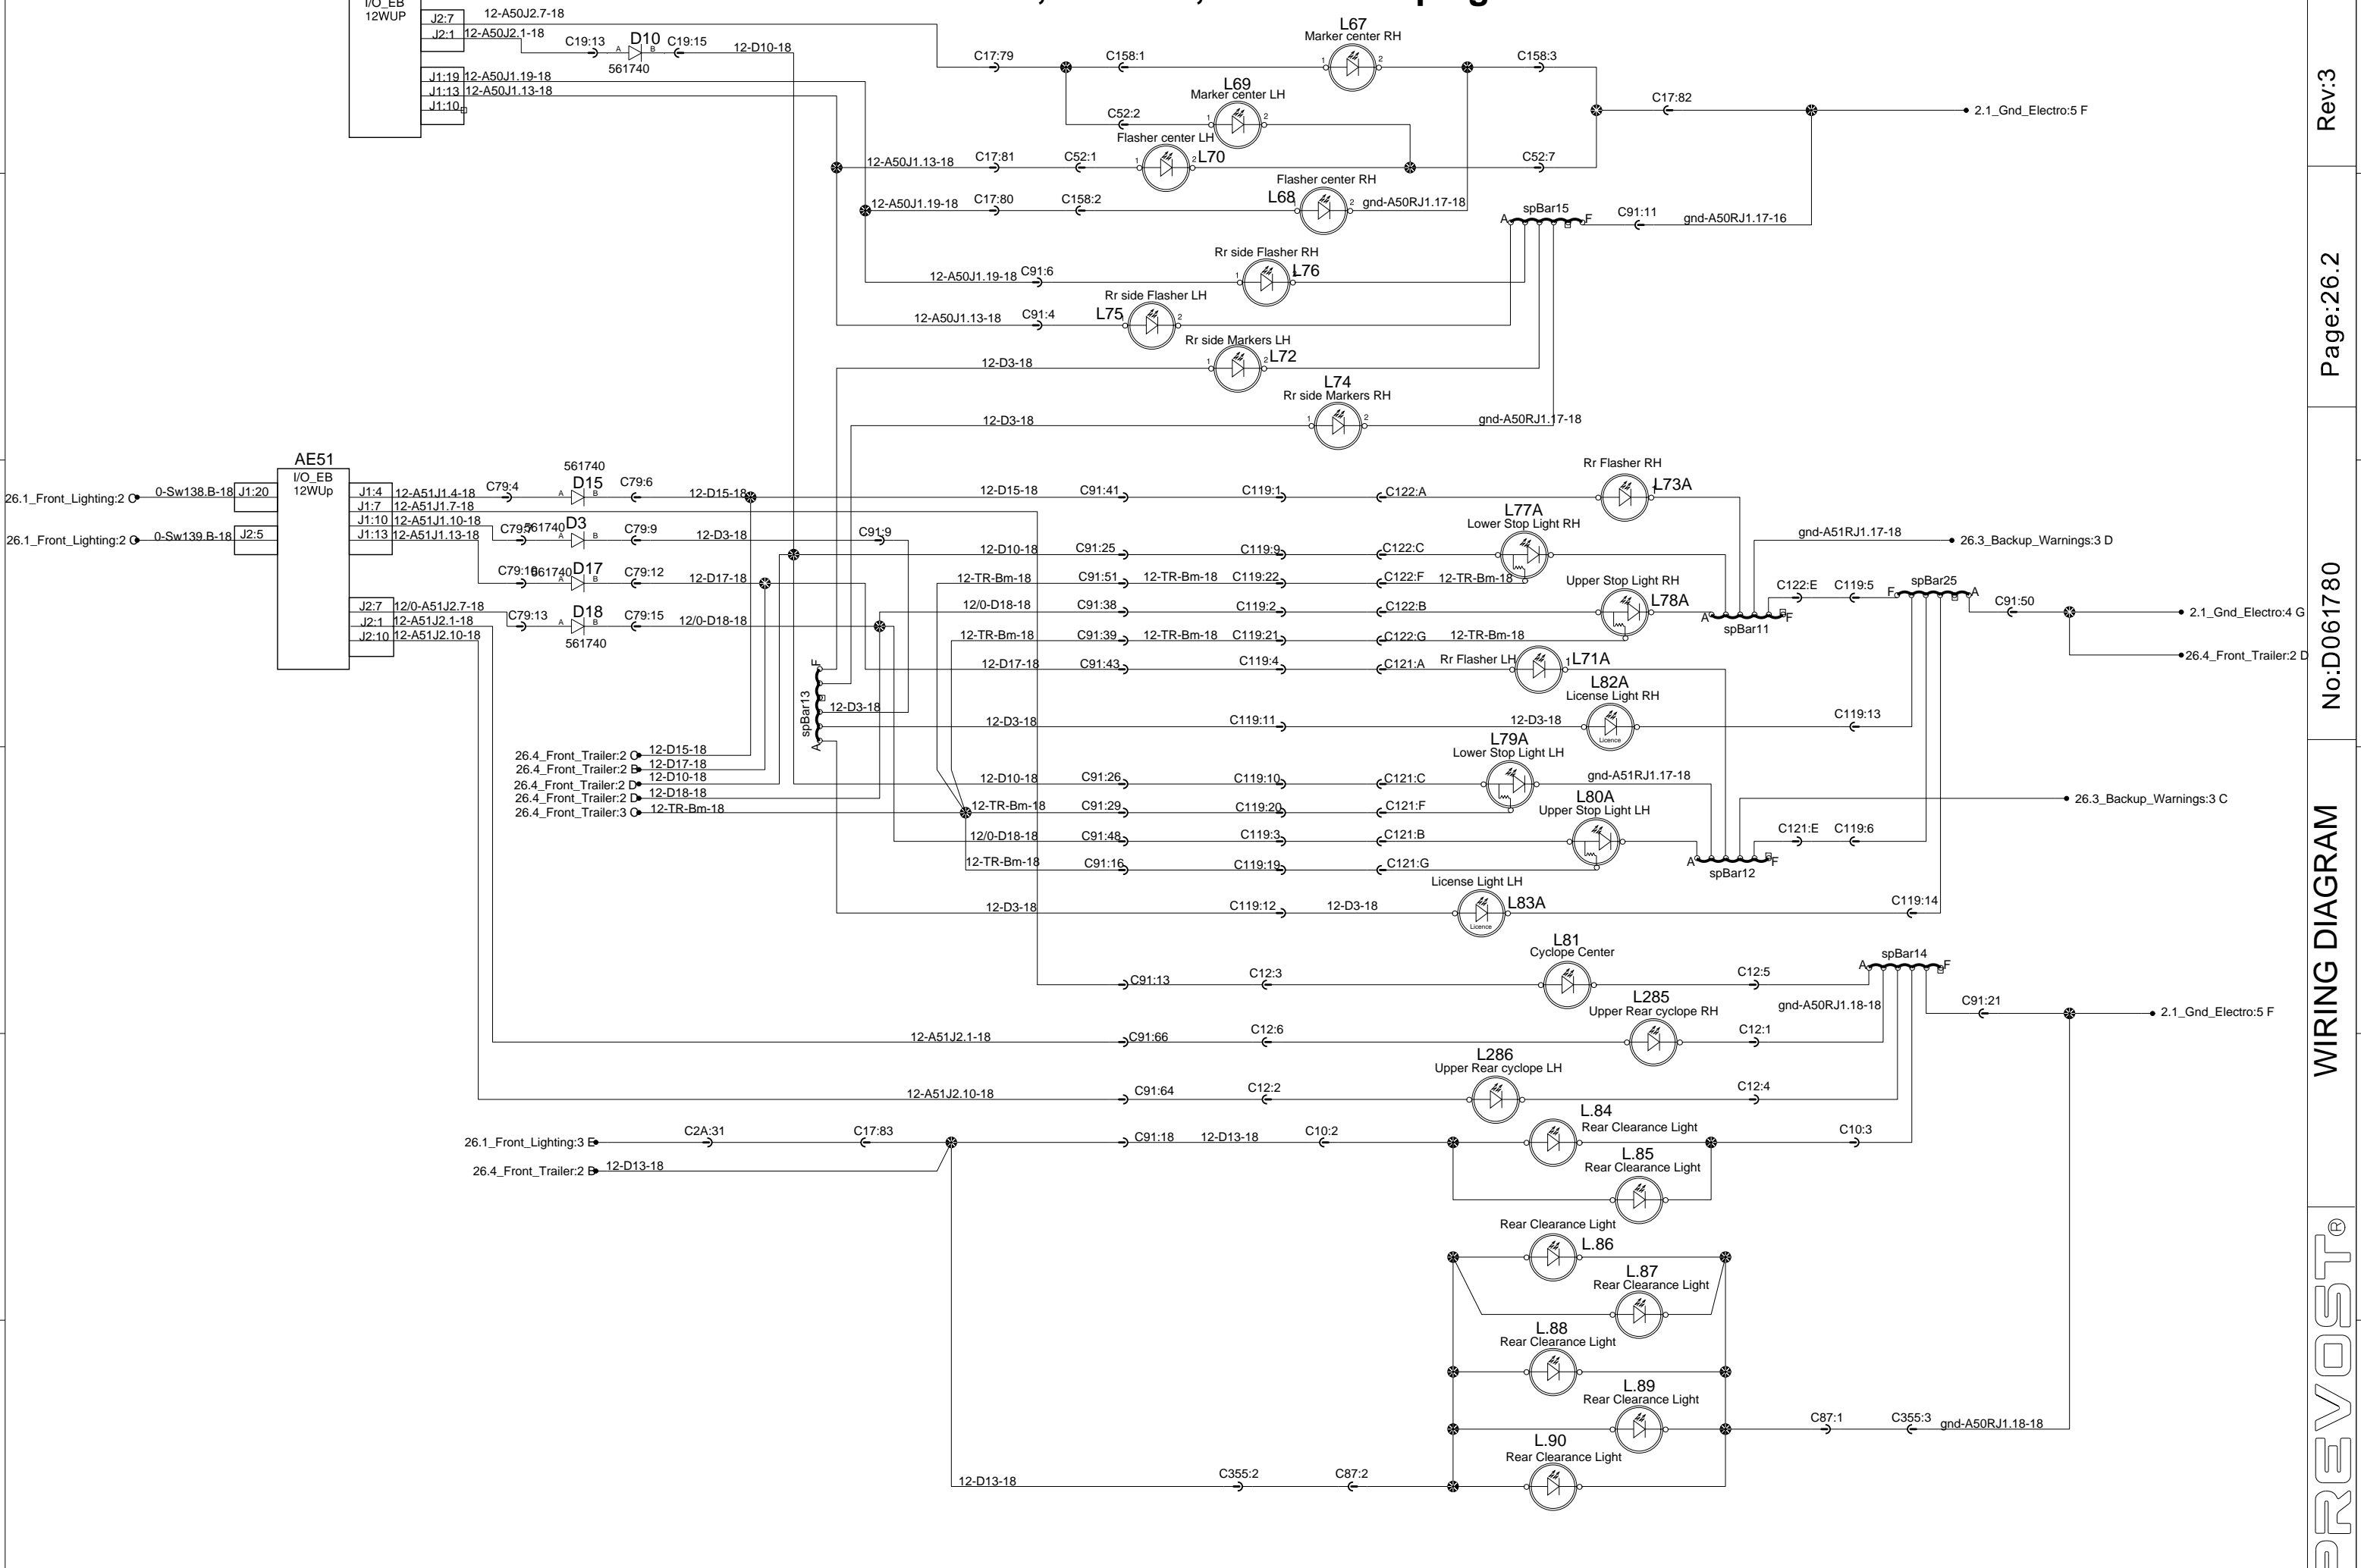 I/O_EB
12WUP
J2:7
12-A50J2.7-18
J2:1
12-A50J2.1-18
C19:13
A
D10
B
561740
C19:15
12-D10-18
J1:19
12-A50J1.19-18
J1:13
12-A50J1.13-18
J1:10
L67
Marker center RH
C17:79
C158:1
1
2
C158:3
L69
Marker center LH
C52:2
1
2
C17:82
2.1_Gnd_Electro:5 F
Flasher center LH
12-A50J1.13-18
C17:81
C52:1
1
2
L70
C52:7
Flasher center RH
12-A50J1.19-18
C17:80
C158:2
L68
1
2
gnd-A50RJ1.17-18
spBar15
A
F
C91:11
gnd-A50RJ1.17-16
Rr side Flasher RH
12-A50J1.19-18
C91:6
1
L76
Rr side Flasher LH
12-A50J1.13-18
C91:4
L75
2
Rr side Markers LH
12-D3-18
1
2
L72
L74
Rr side Markers RH
12-D3-18
1
2
gnd-A50RJ1.17-18
AE51
I/O_EB
12WUp
26.1_Front_Lighting:2 C
0-Sw138.B-18
J1:20
26.1_Front_Lighting:2 C
0-Sw139.B-18
J2:5
J1:4
12-A51J1.4-18
J1:7
12-A51J1.7-18
J1:10
12-A51J1.10-18
J1:13
12-A51J1.13-18
J2:7
12/0-A51J2.7-18
J2:1
12-A51J2.1-18
J2:10
12-A51J2.10-18
561740
C79:4
A
D15
B
C79:6
12-D15-18
C79:7
561740
A
D3
B
C79:9
12-D3-18
C91:9
C79:10
561740
A
D17
B
C79:12
12-D17-18
C79:13
A
D18
B
561740
C79:15
12/0-D18-18
Rr Flasher RH
12-D15-18
C91:41
C119:1
C122:A
1
L73A
L77A
Lower Stop Light RH
12-D10-18
C91:25
C119:9
C122:C
gnd-A51RJ1.17-18
26.3_Backup_Warnings:3 D
12-TR-Bm-18
C91:51
12-TR-Bm-18
C119:22
C122:F
12-TR-Bm-18
Upper Stop Light RH
12/0-D18-18
C91:38
C119:2
C122:B
L78A
A
spBar11
F
C122:E
C119:5
spBar25
F
A
C91:50
2.1_Gnd_Electro:4 G
26.4_Front_Trailer:2 D
12-TR-Bm-18
C91:39
12-TR-Bm-18
C119:21
C122:G
12-TR-Bm-18
12-D17-18
C91:43
C119:4
C121:A
Rr Flasher LH
1
L71A
L82A
License Light RH
F
spBar13
A
12-D3-18
12-D3-18
C119:11
12-D3-18
Licence
C119:13
26.4_Front_Trailer:2 C
12-D15-18
26.4_Front_Trailer:2 B
12-D17-18
26.4_Front_Trailer:2 D
12-D10-18
26.4_Front_Trailer:2 D
12-D18-18
26.4_Front_Trailer:3 C
12-TR-Bm-18
L79A
Lower Stop Light LH
12-D10-18
C91:26
C119:10
C121:C
gnd-A51RJ1.17-18
12-TR-Bm-18
C91:29
C119:20
C121:F
L80A
Upper Stop Light LH
26.3_Backup_Warnings:3 C
12/0-D18-18
C91:48
C119:3
C121:B
C121:E
C119:6
12-TR-Bm-18
C91:16
C119:19
C121:G
A
spBar12
F
License Light LH
12-D3-18
C119:12
12-D3-18
L83A
Licence
C119:14
L81
Cyclope Center
C91:13
C12:3
C12:5
spBar14
A
F
L285
Upper Rear cyclope RH
gnd-A50RJ1.18-18
C91:21
2.1_Gnd_Electro:5 F
12-A51J2.1-18
C91:66
C12:6
C12:1
L286
Upper Rear cyclope LH
12-A51J2.10-18
C91:64
C12:2
C12:4
26.1_Front_Lighting:3 E
C2A:31
C17:83
C91:18
12-D13-18
C10:2
L.84
Rear Clearance Light
C10:3
26.4_Front_Trailer:2 B
12-D13-18
L.85
Rear Clearance Light
Rear Clearance Light
L.86
L.87
Rear Clearance Light
L.88
Rear Clearance Light
L.89
Rear Clearance Light
C87:1
C355:3
gnd-A50RJ1.18-18
L.90
Rear Clearance Light
12-D13-18
C355:2
C87:2
Rev:3
Page:26.2
No:D061780
WIRING DIAGRAM
PREVOST®